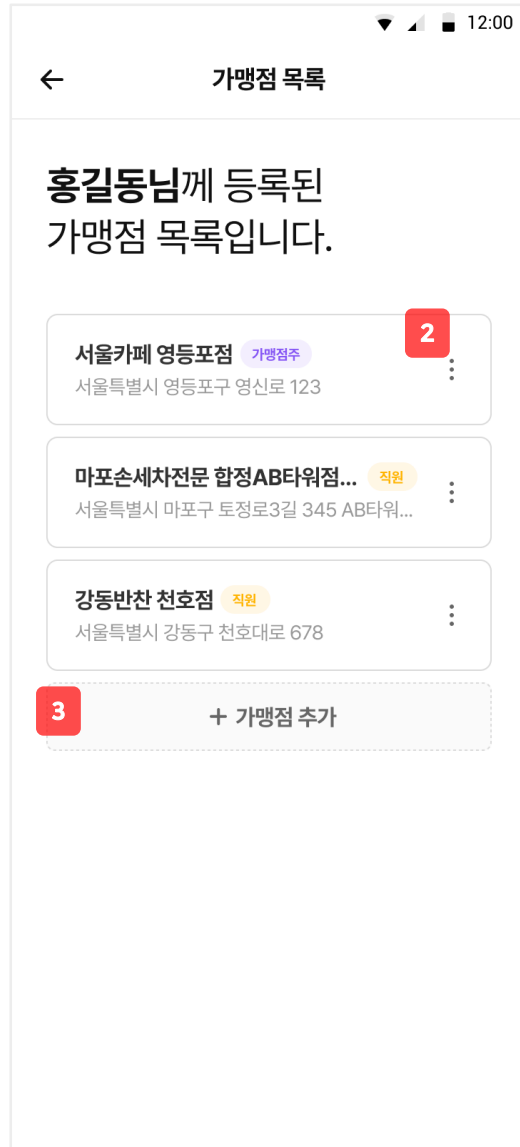 12:00
가맹점 목록
홍길동님께 등록된
가맹점 목록입니다.
2
서울카페 영등포점 가맹점주
서울특별시 영등포구 영신로 123
마포손세차전문 합정AB타워점... 직원
서울특별시 마포구 토정로3길 345 AB타워...
강동반찬 천호점 직원
서울특별시 강동구 천호대로 678
3
+ 가맹점 추가